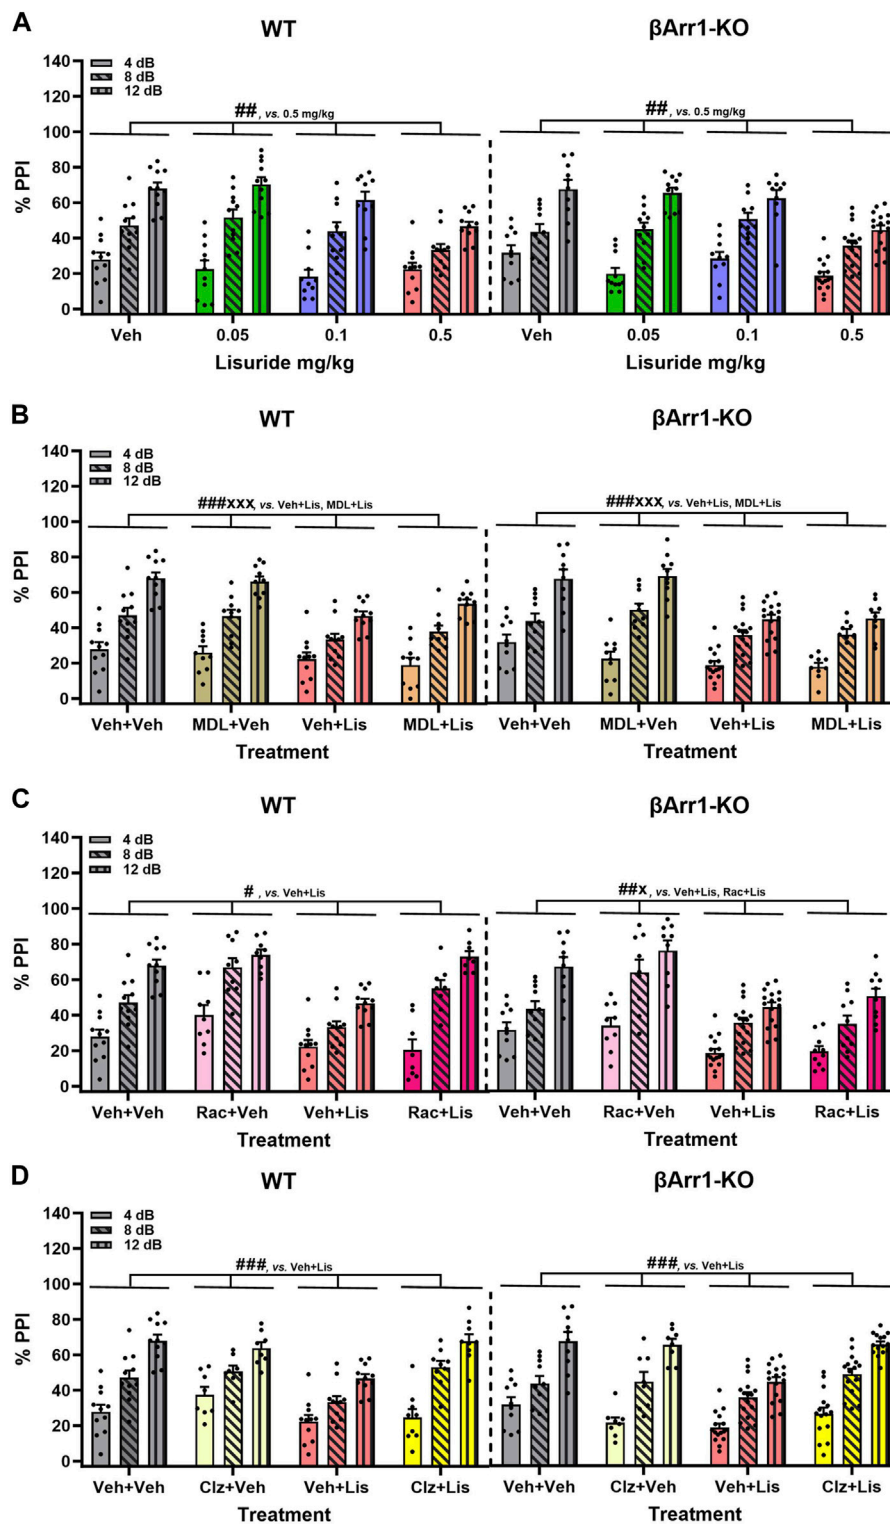 A
WT
βArr1-KO
% PPI
140
120
100
80
60
40
20
0
4 dB
8 dB
12 dB
##, vs. 0.5 mg/kg
##, vs. 0.5 mg/kg
Veh 0.05 0.1 0.5 Veh 0.05 0.1 0.5
Lisuride mg/kg Lisuride mg/kg
B
WT
βArr1-KO
% PPI
140
120
100
80
60
40
20
0
4 dB
8 dB
12 dB
###xxx, vs. Veh+Lis, MDL+Lis
###xxx, vs. Veh+Lis, MDL+Lis
Veh+Veh MDL+Veh Veh+Lis MDL+Lis Veh+Veh MDL+Veh Veh+Lis MDL+Lis
Treatment Treatment
C
WT
βArr1-KO
% PPI
140
120
100
80
60
40
20
0
4 dB
8 dB
12 dB
# , vs. Veh+Lis
##x, vs. Veh+Lis, Rac+Lis
Veh+Veh Rac+Veh Veh+Lis Rac+Lis Veh+Veh Rac+Veh Veh+Lis Rac+Lis
Treatment Treatment
D
WT
βArr1-KO
% PPI
140
120
100
80
60
40
20
0
4 dB
8 dB
12 dB
###, vs. Veh+Lis
###, vs. Veh+Lis
Veh+Veh Clz+Veh Veh+Lis Clz+Lis Veh+Veh Clz+Veh Veh+Lis Clz+Lis
Treatment Treatment